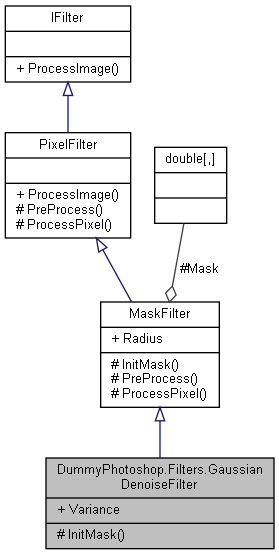 IFilter
+ ProcessImage()
PixelFilter
+ ProcessImage()
# PreProcess()
# ProcessPixel()
double[,]
#Mask
MaskFilter
+ Radius
# InitMask()
# PreProcess()
# ProcessPixel()
DummyPhotoshop.Filters.Gaussian
DenoiseFilter
+ Variance
# InitMask()